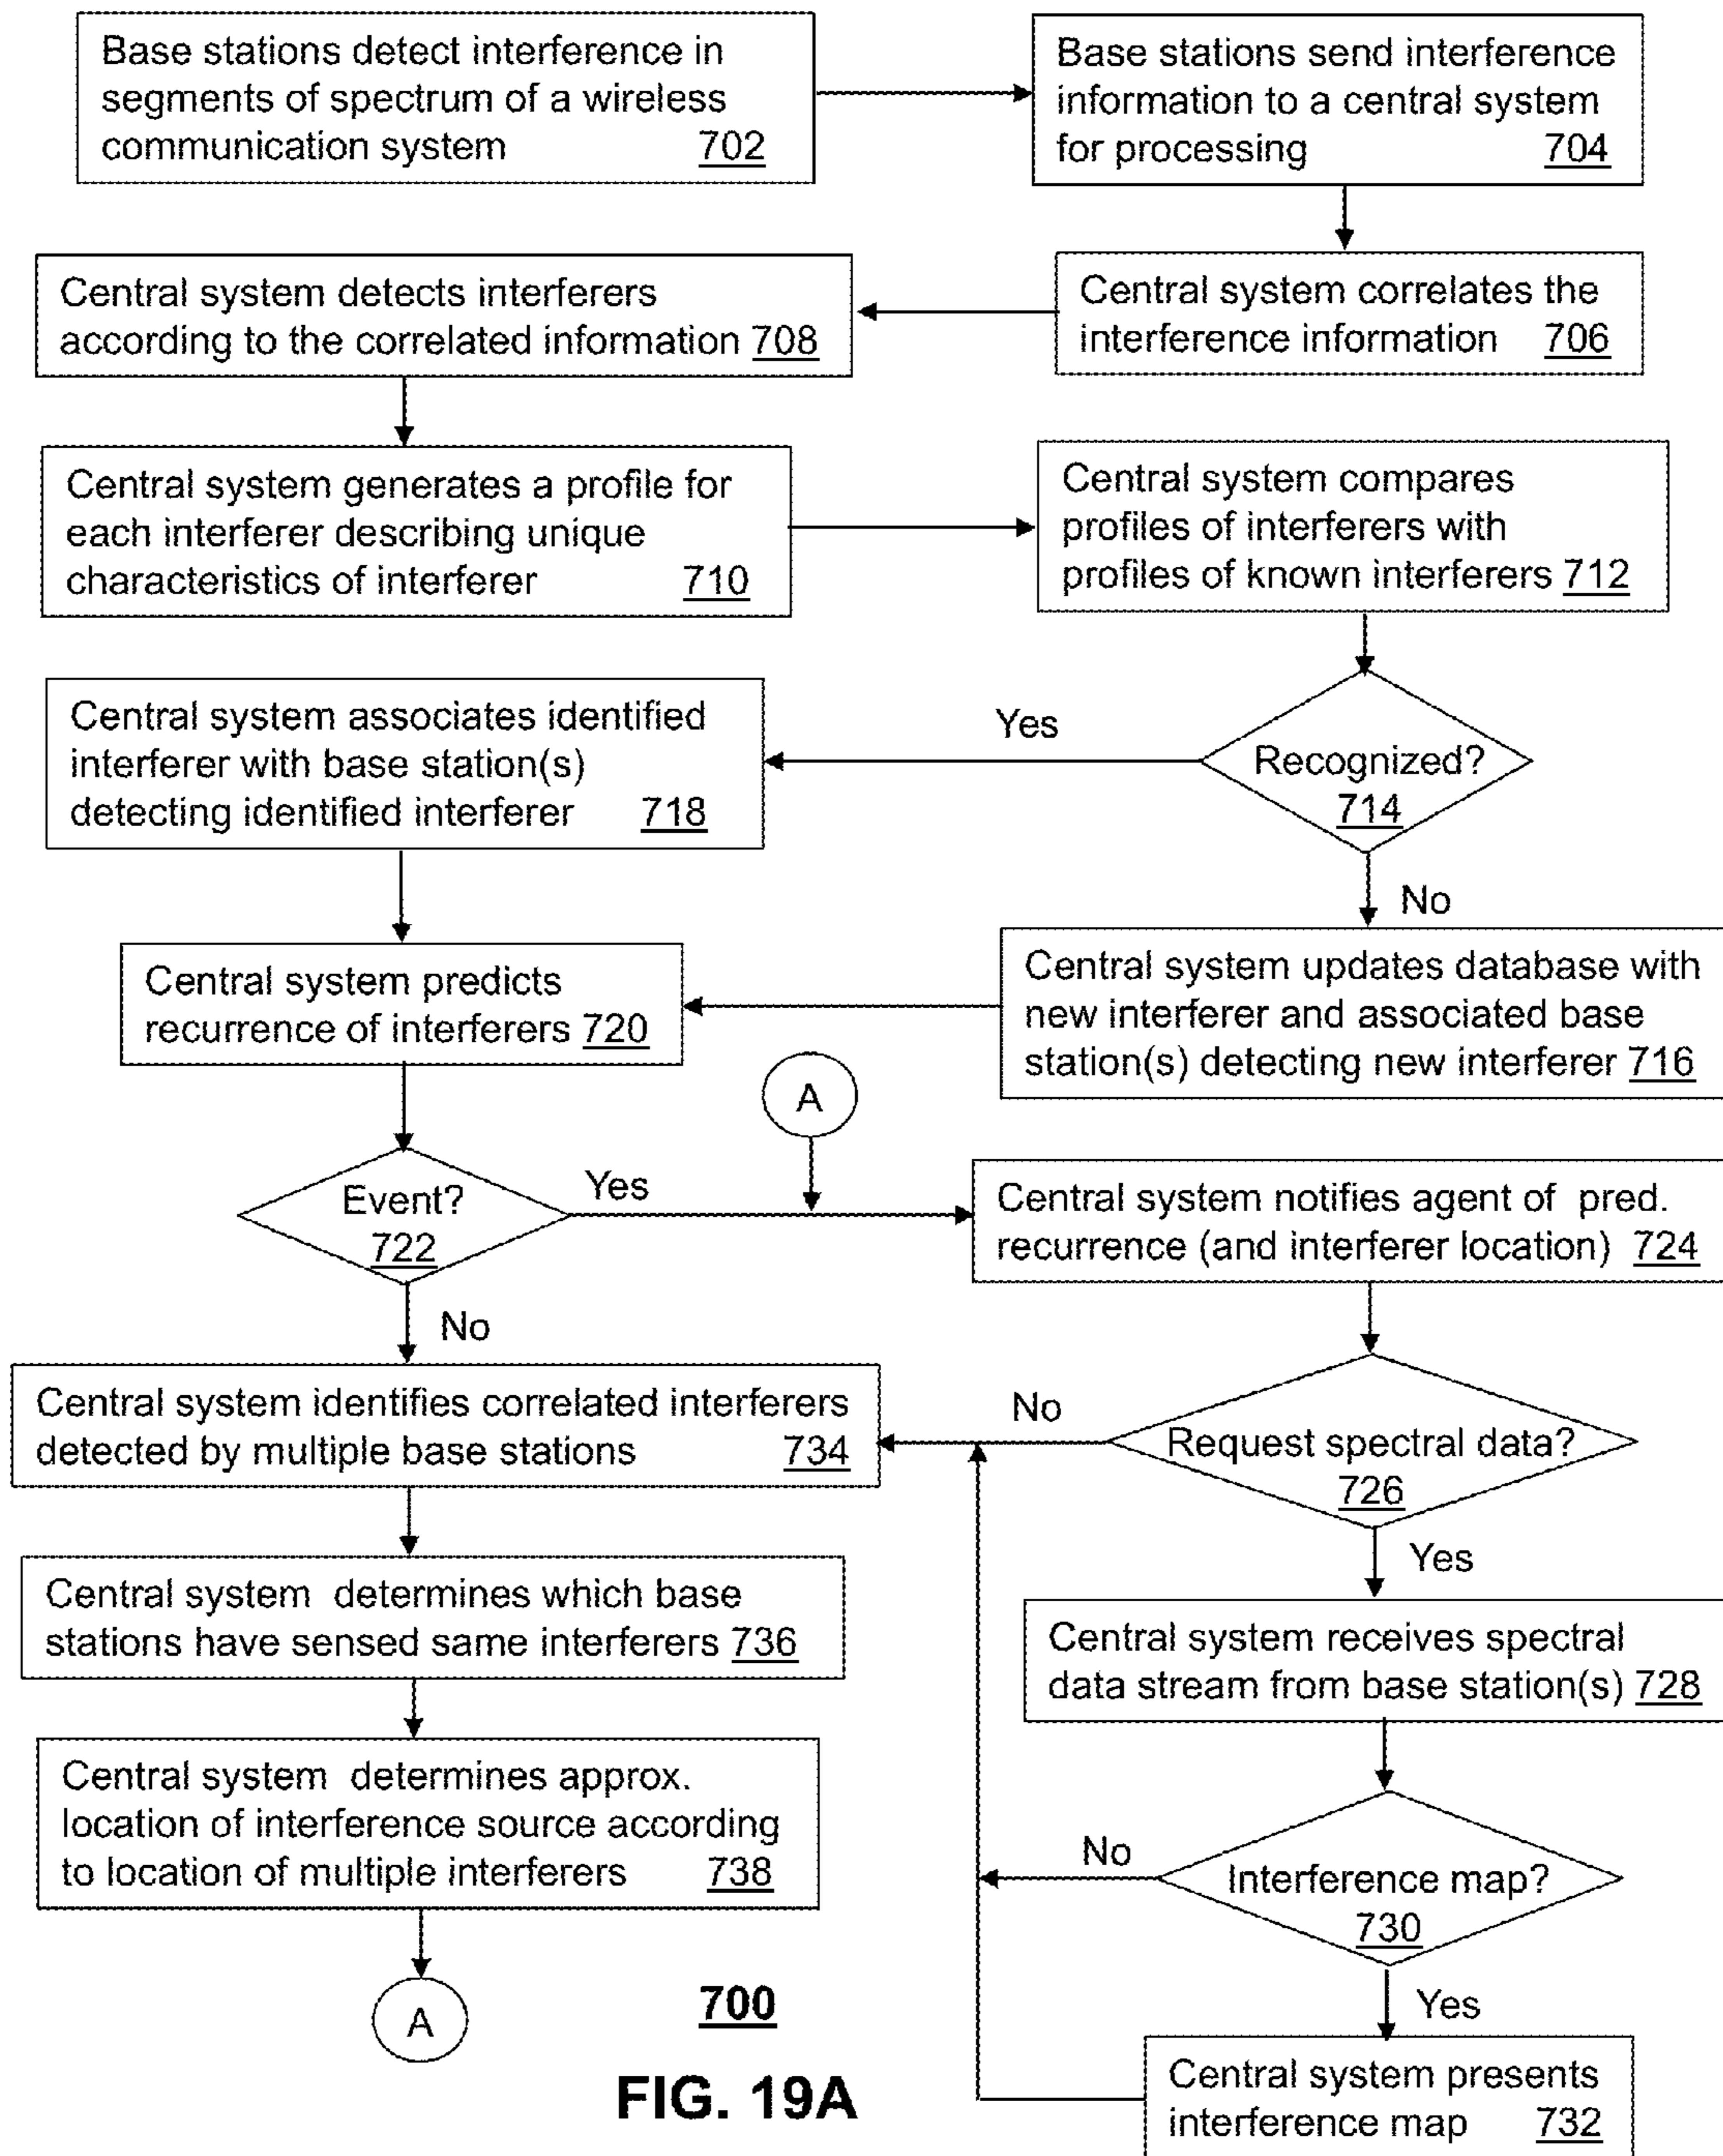 Base stations detect interference in
segments of spectrum of a wireless
communication system 702
Base stations send interference
information to a central system
for processing 704
Central system correlates the
interference information 706
Central system detects interferers
according to the correlated information 708
Central system generates a profile for
each interferer describing unique
characteristics of interferer 710
Central system compares
profiles of interferers with
profiles of known interferers 712
Recognized?
714
Yes
No
Central system associates identified
interferer with base station(s)
detecting identified interferer 718
Central system updates database with
new interferer and associated base
station(s) detecting new interferer 716
Central system predicts
recurrence of interferers 720
A
Event?
722
Yes
No
Central system notifies agent of pred.
recurrence (and interferer location) 724
Request spectral data?
726
No
Yes
Central system identifies correlated interferers
detected by multiple base stations 734
Central system determines which base
stations have sensed same interferers 736
Central system receives spectral
data stream from base station(s) 728
Central system determines approx.
location of interference source according
to location of multiple interferers 738
Interference map?
730
No
Yes
A
Central system presents
interference map 732
700
FIG. 19A